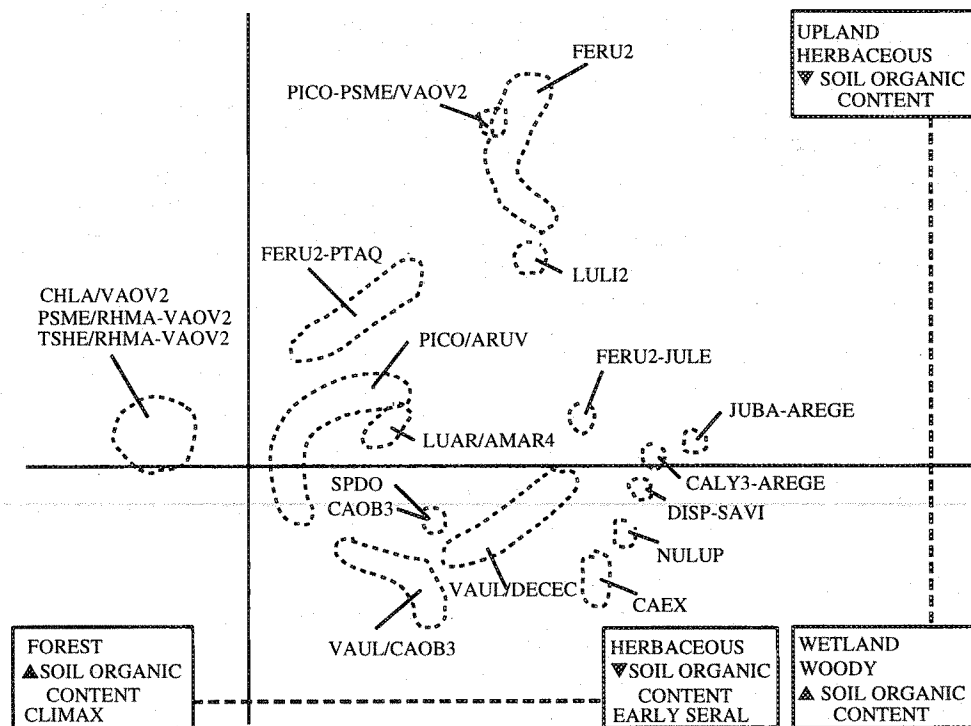 UPLAND
HERBACEOUS
▼ SOIL ORGANIC
CONTENT
FERU2
PICO-PSME/VAOV2
FERU2-PTAQ
LULI2
CHLA/VAOV2
PSME/RHMA-VAOV2
TSHE/RHMA-VAOV2
PICO/ARUV
FERU2-JULE
JUBA-AREGE
LUAR/AMAR4
CALY3-AREGE
SPDO
CAOB3
DISP-SAVI
NULUP
VAUL/DECEC
CAEX
VAUL/CAOB3
FOREST
▲SOIL ORGANIC
CONTENT
CLIMAX
HERBACEOUS
▼SOIL ORGANIC
CONTENT
EARLY SERAL
WETLAND
WOODY
▲ SOIL ORGANIC
CONTENT